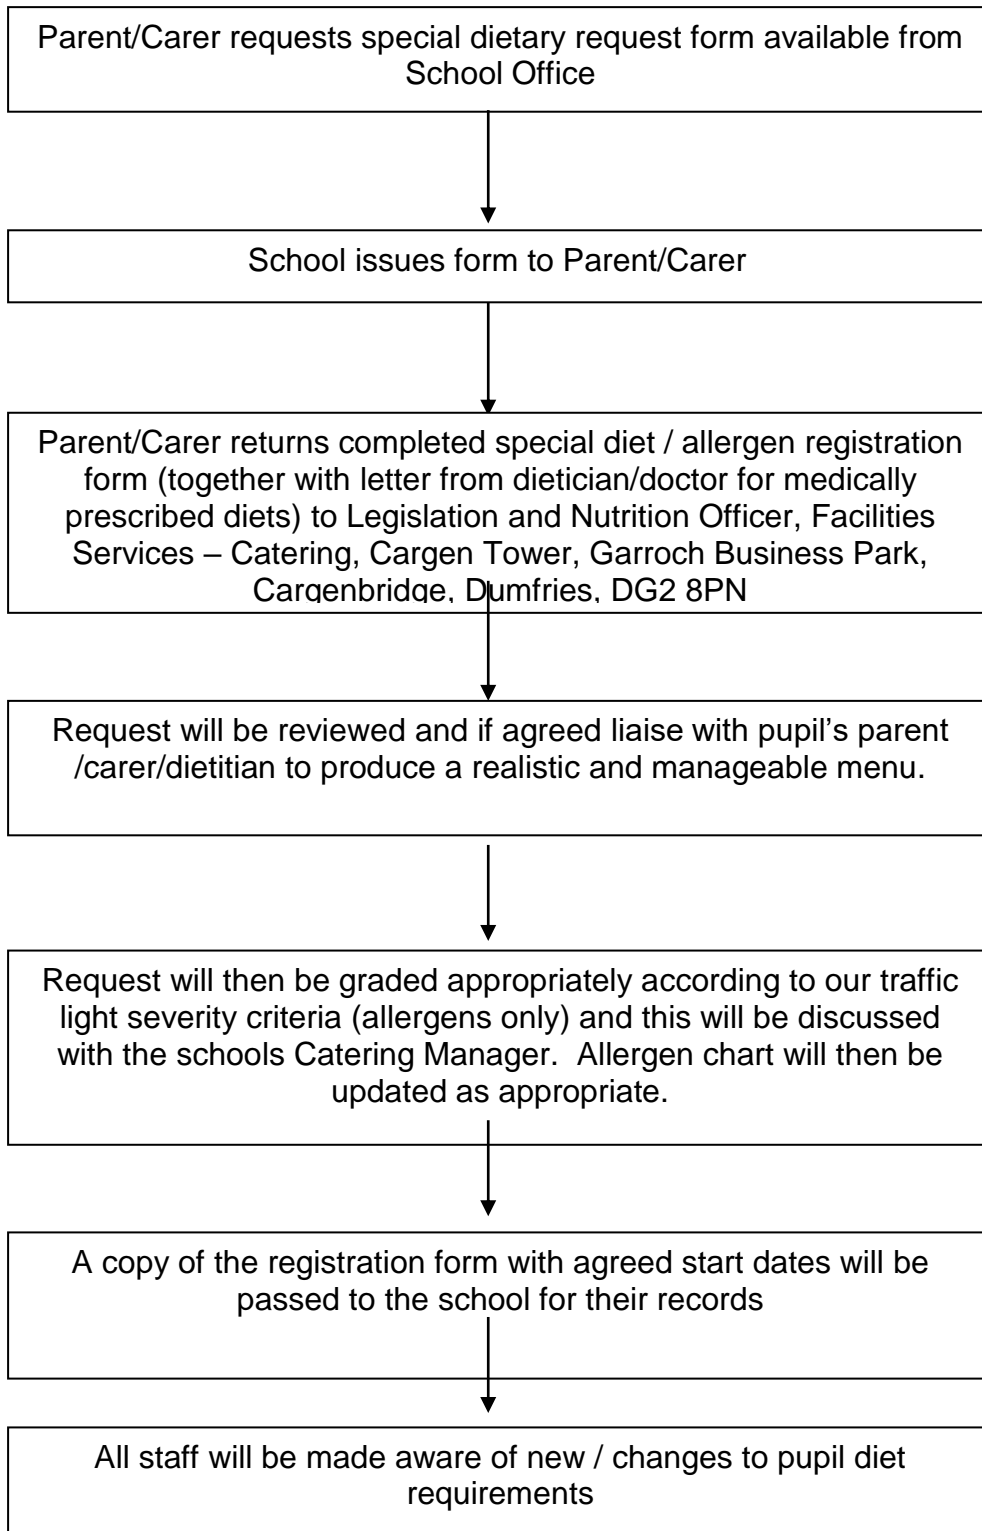 Parent/Carer requests special dietary request form available from
School Office
School issues form to Parent/Carer
Parent/Carer returns completed special diet / allergen registration
form (together with letter from dietician/doctor for medically
prescribed diets) to Legislation and Nutrition Officer, Facilities
Services – Catering, Cargen Tower, Garroch Business Park,
Cargenbridge, Dumfries, DG2 8PN
Request will be reviewed and if agreed liaise with pupil’s parent
/carer/dietitian to produce a realistic and manageable menu.
Request will then be graded appropriately according to our traffic
light severity criteria (allergens only) and this will be discussed
with the schools Catering Manager.  Allergen chart will then be
updated as appropriate.
A copy of the registration form with agreed start dates will be
passed to the school for their records
All staff will be made aware of new / changes to pupil diet
requirements